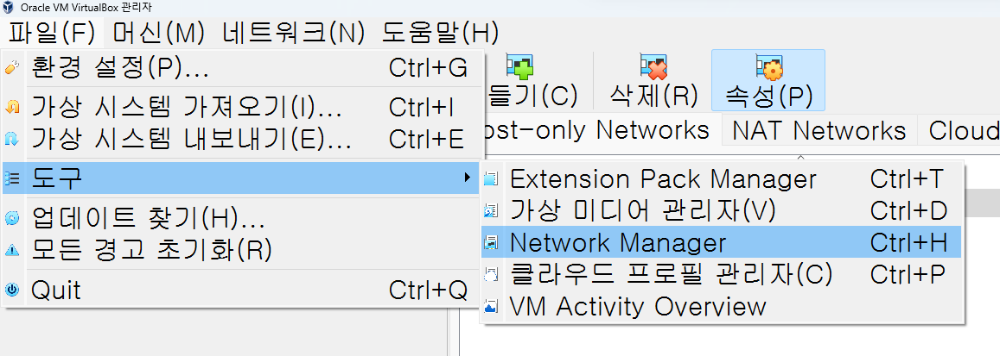 Oracle VM VirtualBox 관리자
파일(F) 머신(M) 네트워크(N) 도움말(H)
환경 설정(P)... Ctrl+G
가상 시스템 가져오기(I)... Ctrl+I
가상 시스템 내보내기(E)... Ctrl+E
도구
업데이트 찾기(H)...
모든 경고 초기화(R)
Quit Ctrl+Q
들기(C) 삭제(R) 속성(P)
ost-only Networks NAT Networks Cloud
Extension Pack Manager Ctrl+T
가상 미디어 관리자(V) Ctrl+D
Network Manager Ctrl+H
클라우드 프로필 관리자(C) Ctrl+P
VM Activity Overview